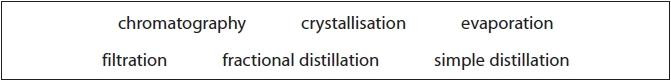 chromatography crystallisation evaporation
filtration fractional distillation simple distillation